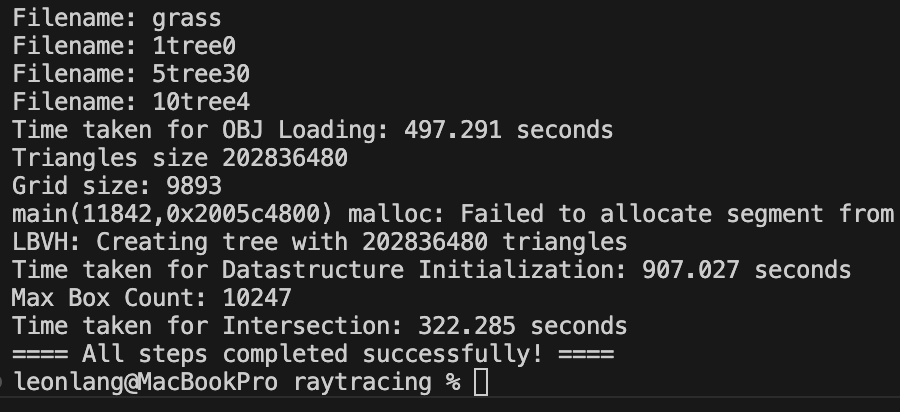 Filename: grass
Filename: 1tree0
Filename: 5tree30
Filename: 10tree4
Time taken for OBJ Loading: 497.291 seconds
Triangles size 202836480
Grid size: 9893
main(11842,0x2005c4800) malloc: Failed to allocate segment from
LBVH: Creating tree with 202836480 triangles
Time taken for Datastructure Initialization: 907.027 seconds
Max Box Count: 10247
Time taken for Intersection: 322.285 seconds
==== All steps completed successfully! ====
leonlang@MacBookPro raytracing %